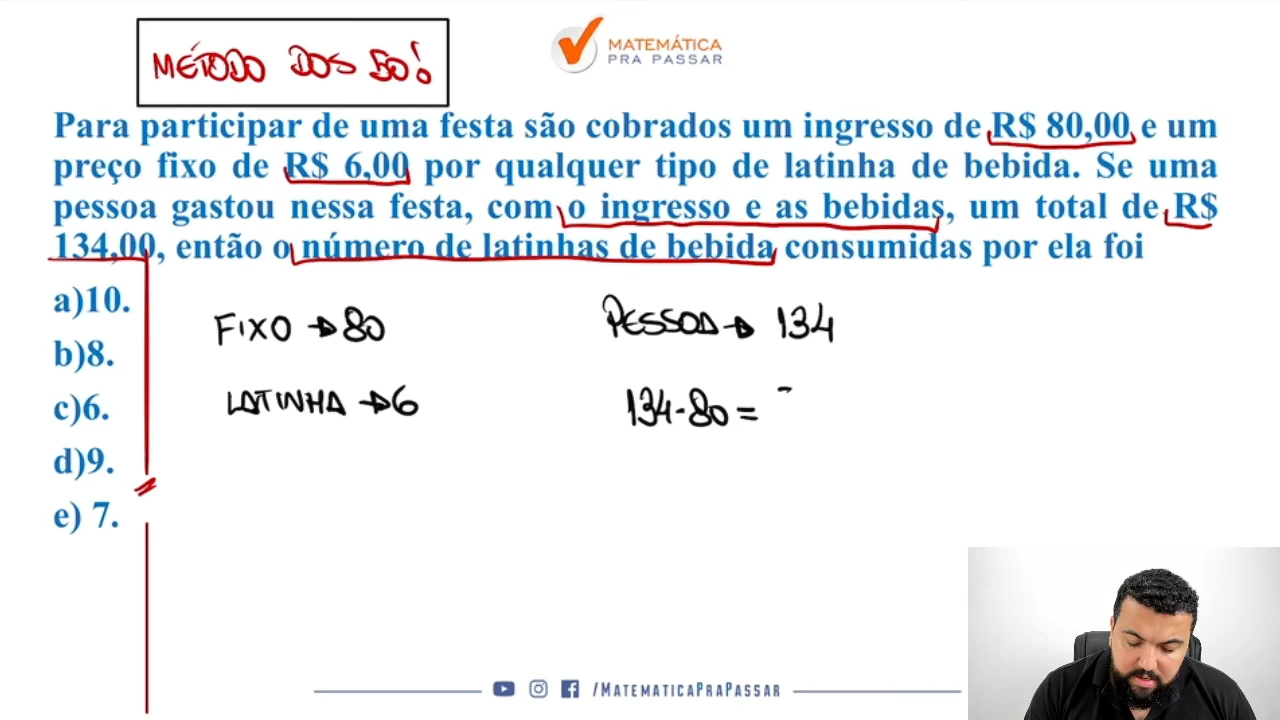 MÉTODO DOS 50!
MATEMÁTICA
PRA PASSAR
Para participar de uma festa são cobrados um ingresso de R$ 80,00 e um
preço fixo de R$ 6,00 por qualquer tipo de latinha de bebida. Se uma
pessoa gastou nessa festa, com o ingresso e as bebidas, um total de R$
134,00, então o número de latinhas de bebida consumidas por ela foi
a)10.
b)8.
c)6.
d)9.
e) 7.
FIXO → 80
LATINHA → 6
PESSOA → 134
134-80=
/MATEMATICAPRAPASSAR